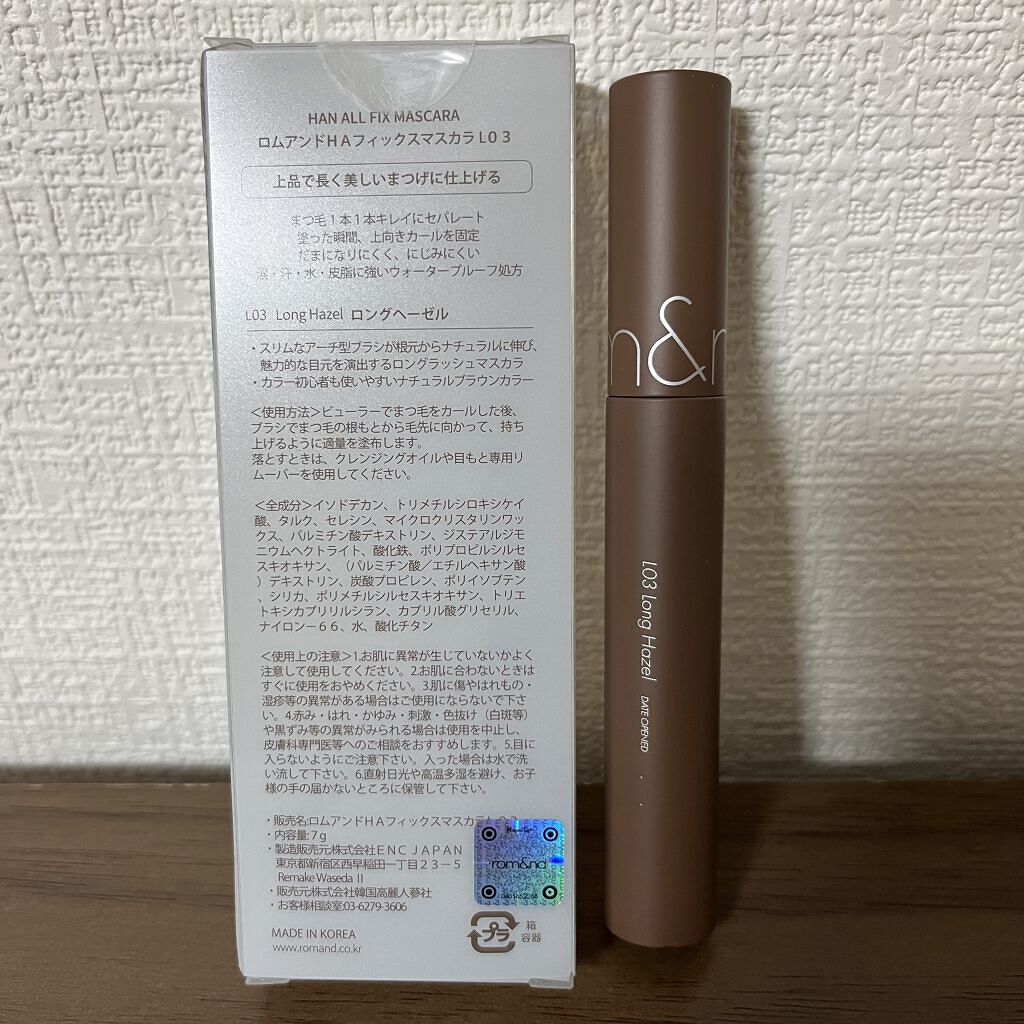 HAN ALL FIX MASCARA
ロムアンドＨＡフィックスマスカラ Ｌ０３
上品で長く美しいまつげに仕上げる
まつ毛１本１本キレイにセパレート
塗った瞬間、上向きカールを固定
だまになりにくく、にじみにくい
涙・汗・水・皮脂に強いウォータープルーフ処方
L03 Long Hazel ロングヘーゼル
・スリムなアーチ型ブラシが根元からナチュラルに伸び、
魅力的な目元を演出するロングラッシュマスカラ
・カラー初心者も使いやすいナチュラルブラウンカラー
＜使用方法＞ビューラーでまつ毛をカールした後、
ブラシでまつ毛の根もとから毛先に向かって、持ち
上げるように適量を塗布します。
落とすときは、クレンジングオイルや目もと専用リ
ムーバーを使用してください。
＜全成分＞イソドデカン、トリメチルシロキシケイ
酸、タルク、セレシン、マイクロクリスタリンワッ
クス、パルミチン酸デキストリン、ジステアルジモ
ニウムヘクトライト、酸化鉄、ポリプロピルシルセ
スキオキサン、（パルミチン酸／エチルヘキサン酸
）デキストリン、炭酸プロピレン、ポリイソブテン
、シリカ、ポリメチルシルセスキオキサン、トリエ
トキシカプリリルシラン、カプリル酸グリセリル、
ナイロン－６６、水、酸化チタン
＜使用上の注意＞1.お肌に異常が生じていないかよく
注意して使用してください。2.お肌に合わないときは
すぐに使用をおやめください。3.肌に傷やはれもの・
湿疹等の異常がある場合はご使用にならないで下さ
い。4.赤み・はれ・かゆみ・刺激・色抜け（白斑等）
や黒ずみ等の異常がみられる場合は使用を中止し、
皮膚科専門医等へのご相談をおすすめします。5.目に
入らないようにご注意下さい。入った場合は水で洗
い流して下さい。6.直射日光や高温多湿を避け、お子
様の手の届かないところに保管して下さい。
・販売名:ロムアンドＨＡフィックスマスカラＬ０３
・内容量:７ｇ
・製造販売元:株式会社ＥＮＣ ＪＡＰＡＮ
東京都新宿区西早稲田一丁目２３－５
Remake Waseda Ⅱ
・販売元:株式会社韓国高麗人蔘社
・お客様相談室:03-6279-3606
rom&nd
プラ
箱
容器
MADE IN KOREA
www.romand.co.kr
n&n
L03 Long Hazel
DATE OPENED